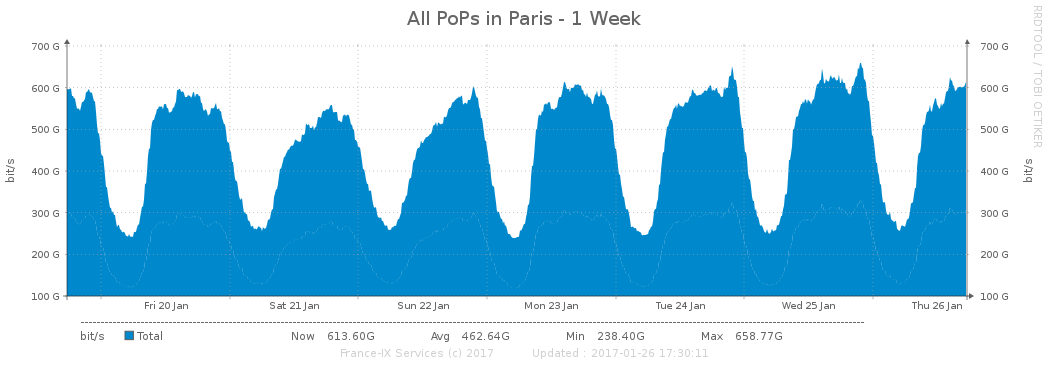 All PoPs in Paris - 1 Week
RRDTOOL / TOBI OETIKER
700 G 700 G
600 G 600 G
500 G 500 G
400 G 400 G
300 G 300 G
200 G 200 G
100 G 100 G
bit/s bit/s
Fri 20 Jan Sat 21 Jan Sun 22 Jan Mon 23 Jan Tue 24 Jan Wed 25 Jan Thu 26 Jan
bit/s Total Now 613.60G Avg 462.64G Min 238.40G Max 658.77G
France-IX Services (c) 2017 Updated : 2017-01-26 17:30:11